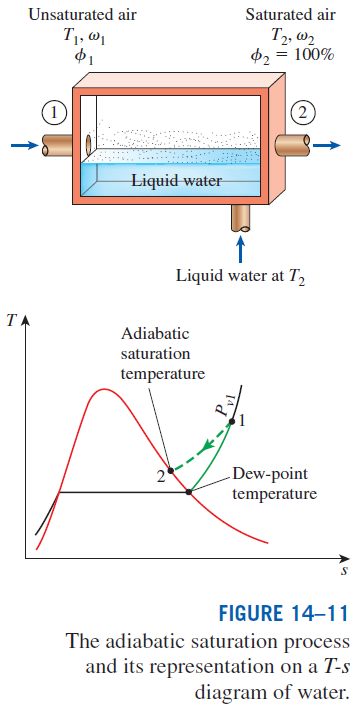 Unsaturated air
T1, ω1
ϕ1
Saturated air
T2, ω2
ϕ2 = 100%
1
2
Liquid water
Liquid water at T2
T
Adiabatic
saturation
temperature
Pv1
1
2
Dew-point
temperature
s
FIGURE 14–11
The adiabatic saturation process
and its representation on a T-s
diagram of water.